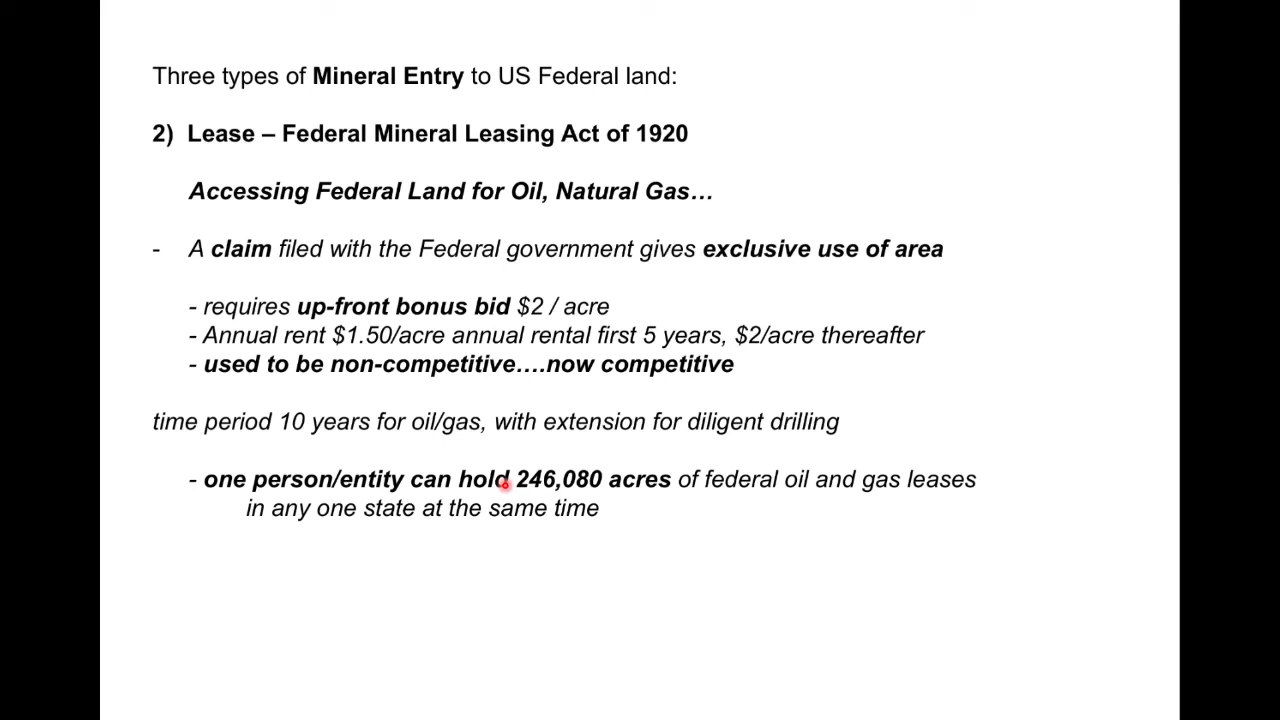 Three types of Mineral Entry to US Federal land:
2) Lease – Federal Mineral Leasing Act of 1920
Accessing Federal Land for Oil, Natural Gas…
- A claim filed with the Federal government gives exclusive use of area
- requires up-front bonus bid $2 / acre
- Annual rent $1.50/acre annual rental first 5 years, $2/acre thereafter
- used to be non-competitive….now competitive
time period 10 years for oil/gas, with extension for diligent drilling
- one person/entity can hold 246,080 acres of federal oil and gas leases
in any one state at the same time